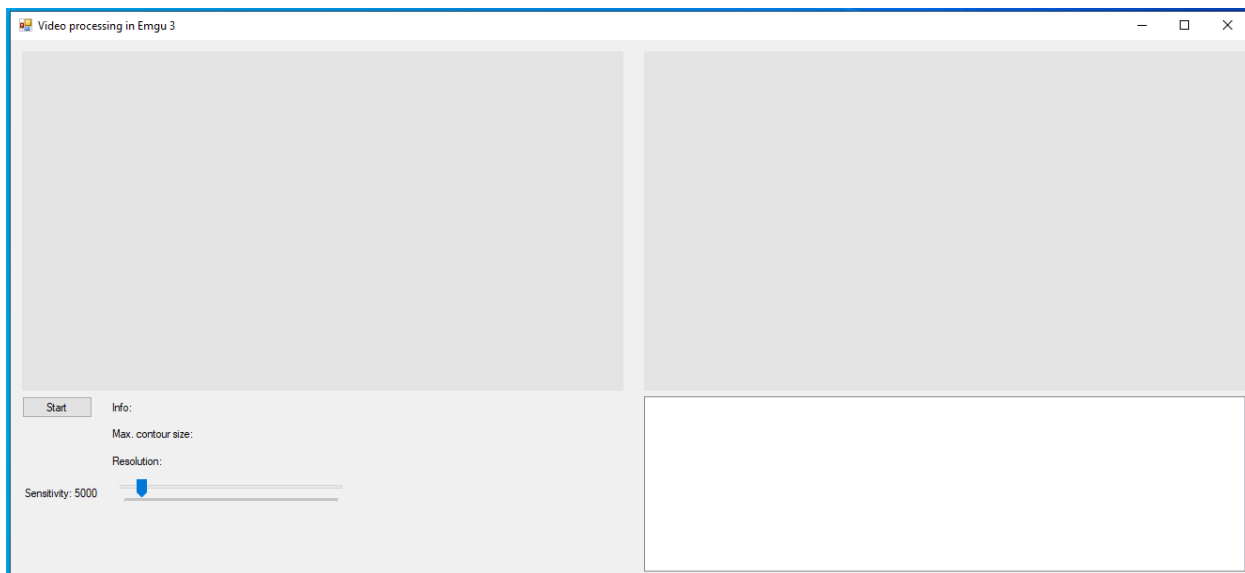 Video processing in Emgu 3
Start
Info:
Max. contour size:
Resolution:
Sensitivity: 5000